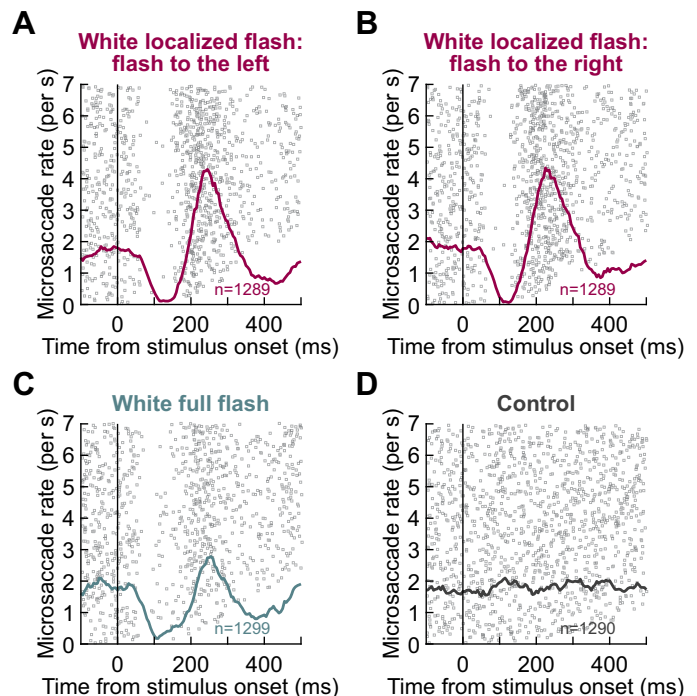 A
White localized flash:
flash to the left
Microsaccade rate (per s)
7
6
5
4
3
2
1
0
n=1289
0 200 400
Time from stimulus onset (ms)
B
White localized flash:
flash to the right
Microsaccade rate (per s)
7
6
5
4
3
2
1
0
n=1289
0 200 400
Time from stimulus onset (ms)
C
White full flash
Microsaccade rate (per s)
7
6
5
4
3
2
1
0
n=1299
0 200 400
Time from stimulus onset (ms)
D
Control
Microsaccade rate (per s)
7
6
5
4
3
2
1
0
n=1290
0 200 400
Time from stimulus onset (ms)